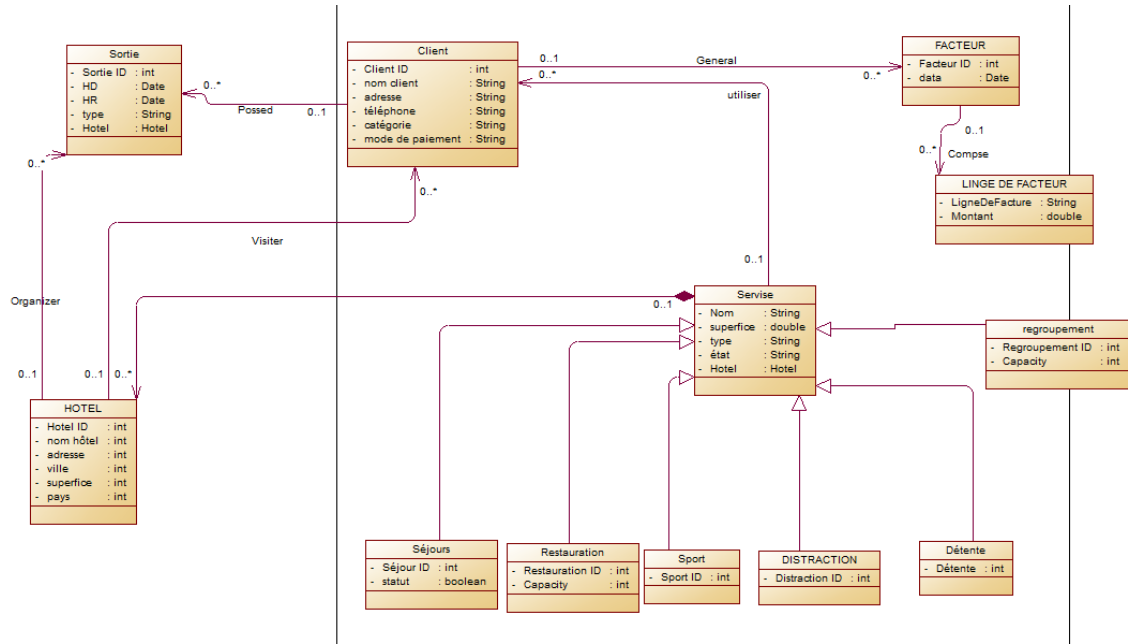 Sortie
- Sortie ID : int
- HD : Date
- HR : Date
- type : String
- Hotel : Hotel
Client
- Client ID : int
- nom client : String
- adresse : String
- téléphone : String
- catégorie : String
- mode de paiement : String
FACTEUR
- Facteur ID : int
- data : Date
0..1
General
0..*
0..*
utiliser
0..1
0..*
Possed
0..1
0..1
0..*
Compse
LINGE DE FACTEUR
- LigneDeFacture : String
- Montant : double
0..*
0..*
Visiter
Organizer
0..1
Servise
- Nom : String
- superfice : double
- type : String
- état : String
- Hotel : Hotel
regroupement
- Regroupement ID : int
- Capacity : int
0..1
0..1
0..*
HOTEL
- Hotel ID : int
- nom hôtel : int
- adresse : int
- ville : int
- superfice : int
- pays : int
Séjours
- Séjour ID : int
- statut : boolean
Restauration
- Restauration ID : int
- Capacity : int
Sport
- Sport ID : int
DISTRACTION
- Distraction ID : int
Détente
- Détente : int